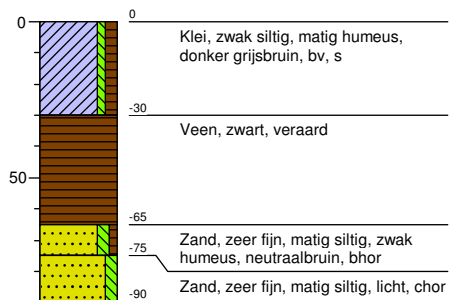 0
0
Klei, zwak siltig, matig humeus,
donker grijsbruin, bv, s
-30
Veen, zwart, veraard
50
-65
Zand, zeer fijn, matig siltig, zwak
humeus, neutraalbruin, bhor
-75
Zand, zeer fijn, matig siltig, licht, chor
-90